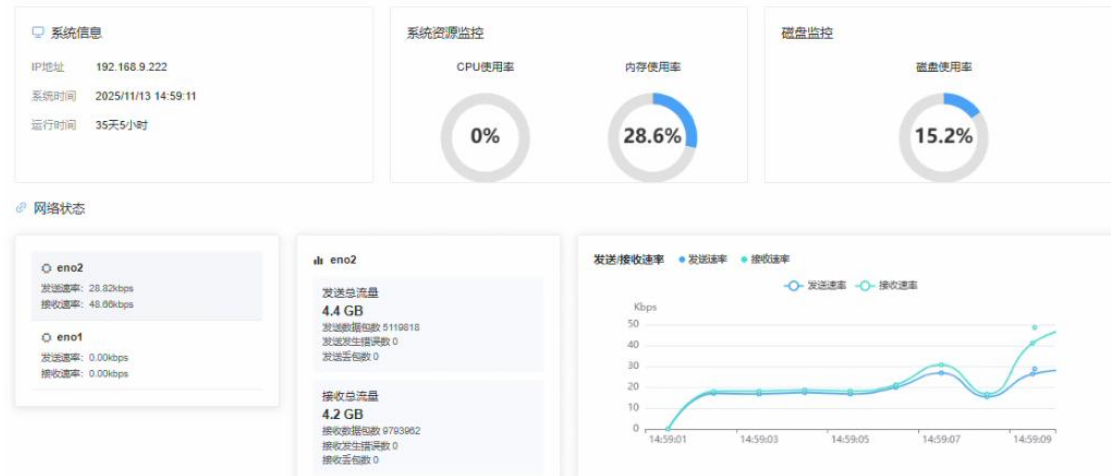 系统信息
IP地址 192.168.9.222
系统时间 2025/11/13 14:59:11
运行时间 35天5小时
系统资源监控
CPU使用率 内存使用率
0% 28.6%
磁盘监控
磁盘使用率
15.2%
网络状态
eno2
发送速率: 28.82kbps
接收速率: 48.66kbps
eno1
发送速率: 0.00kbps
接收速率: 0.00kbps
eno2
发送总流量
4.4 GB
发送数据包数 5119818
发送发生错误数 0
发送丢包数 0
接收总流量
4.2 GB
接收数据包数 9793962
接收发生错误数 0
接收丢包数 0
发送/接收速率 发送速率 接收速率
发送速率 接收速率
Kbps
50
40
30
20
10
0
14:59:01 14:59:03 14:59:05 14:59:07 14:59:09